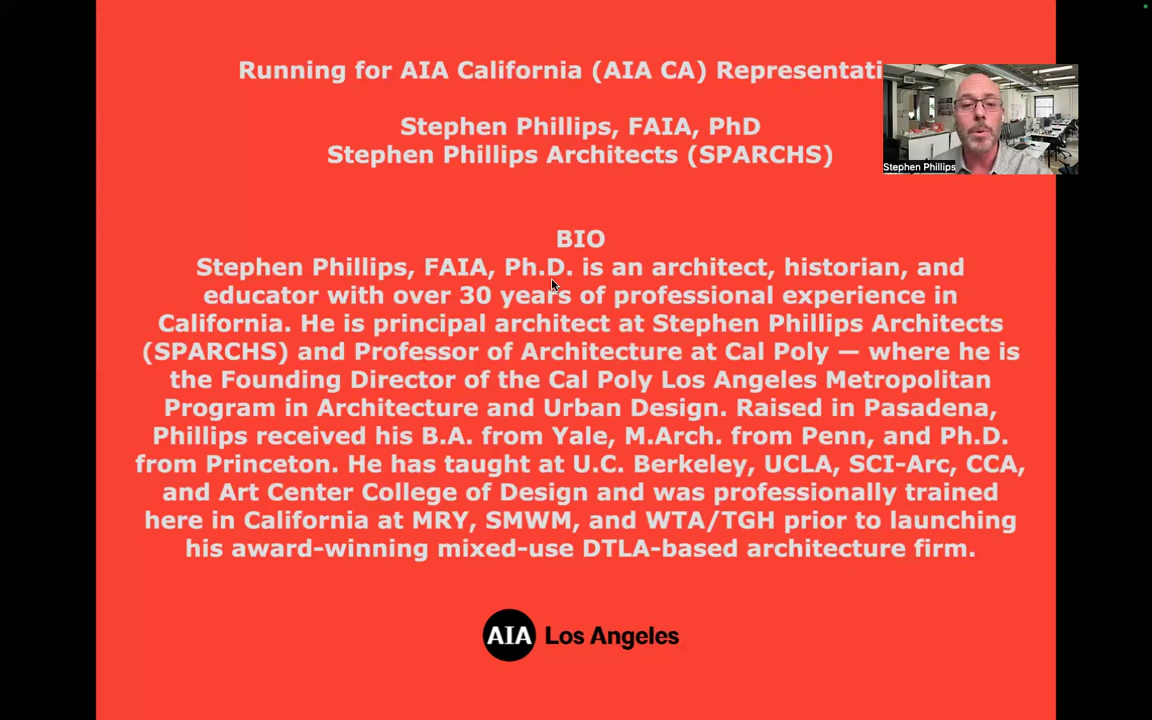 Running for AIA California (AIA CA) Representati
Stephen Phillips, FAIA, PhD
Stephen Phillips Architects (SPARCHS)
Stephen Phillips
BIO
Stephen Phillips, FAIA, Ph.D. is an architect, historian, and
educator with over 30 years of professional experience in
California. He is principal architect at Stephen Phillips Architects
(SPARCHS) and Professor of Architecture at Cal Poly — where he is
the Founding Director of the Cal Poly Los Angeles Metropolitan
Program in Architecture and Urban Design. Raised in Pasadena,
Phillips received his B.A. from Yale, M.Arch. from Penn, and Ph.D.
from Princeton. He has taught at U.C. Berkeley, UCLA, SCI-Arc, CCA,
and Art Center College of Design and was professionally trained
here in California at MRY, SMWM, and WTA/TGH prior to launching
his award-winning mixed-use DTLA-based architecture firm.
AIA Los Angeles